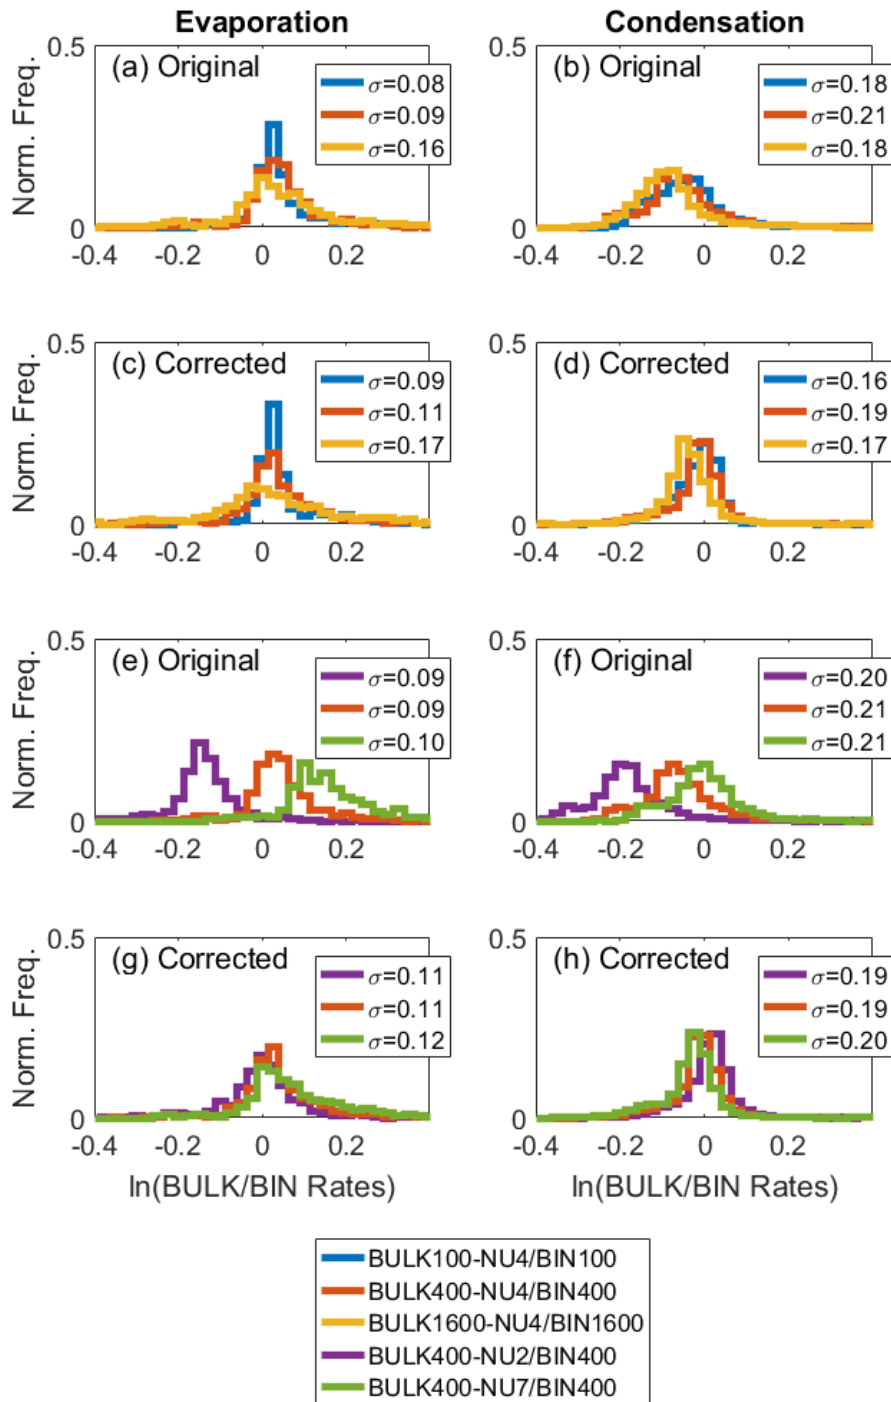 Evaporation
Condensation
0.5
(a) Original
σ=0.08
σ=0.09
σ=0.16
Norm. Freq.
0
-0.4 -0.2 0 0.2
(b) Original
σ=0.18
σ=0.21
σ=0.18
0
-0.4 -0.2 0 0.2
0.5
(c) Corrected
σ=0.09
σ=0.11
σ=0.17
Norm. Freq.
0
-0.4 -0.2 0 0.2
(d) Corrected
σ=0.16
σ=0.19
σ=0.17
0
-0.4 -0.2 0 0.2
0.5
(e) Original
σ=0.09
σ=0.09
σ=0.10
Norm. Freq.
0
-0.4 -0.2 0 0.2
0.5
(f) Original
σ=0.20
σ=0.21
σ=0.21
0
-0.4 -0.2 0 0.2
0.5
(g) Corrected
σ=0.11
σ=0.11
σ=0.12
Norm. Freq.
0
-0.4 -0.2 0 0.2
ln(BULK/BIN Rates)
0.5
(h) Corrected
σ=0.19
σ=0.19
σ=0.20
0
-0.4 -0.2 0 0.2
ln(BULK/BIN Rates)
BULK100-NU4/BIN100
BULK400-NU4/BIN400
BULK1600-NU4/BIN1600
BULK400-NU2/BIN400
BULK400-NU7/BIN400